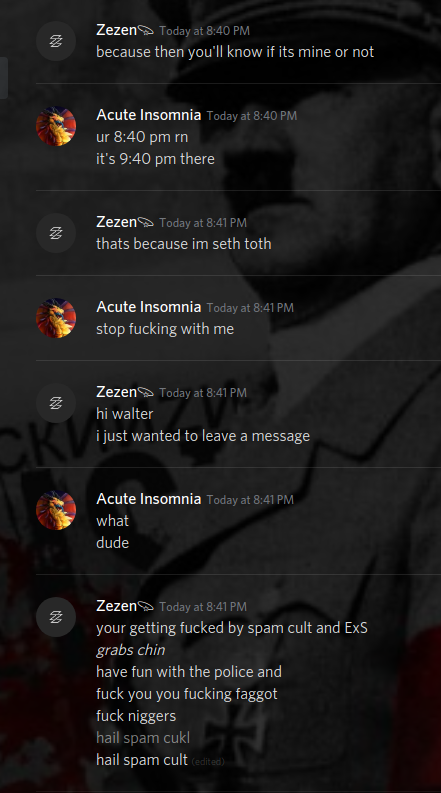 Zezen Today at 8:40 PM
because then you'll know if its mine or not
Acute Insomnia Today at 8:40 PM
ur 8:40 pm rn
it's 9:40 pm there
Zezen Today at 8:41 PM
thats because im seth toth
Acute Insomnia Today at 8:41 PM
stop fucking with me
Zezen Today at 8:41 PM
hi walter
i just wanted to leave a message
Acute Insomnia Today at 8:41 PM
what
dude
Zezen Today at 8:41 PM
your getting fucked by spam cult and ExS
grabs chin
have fun with the police and
fuck you you fucking faggot
fuck niggers
hail spam cukl
hail spam cult (edited)